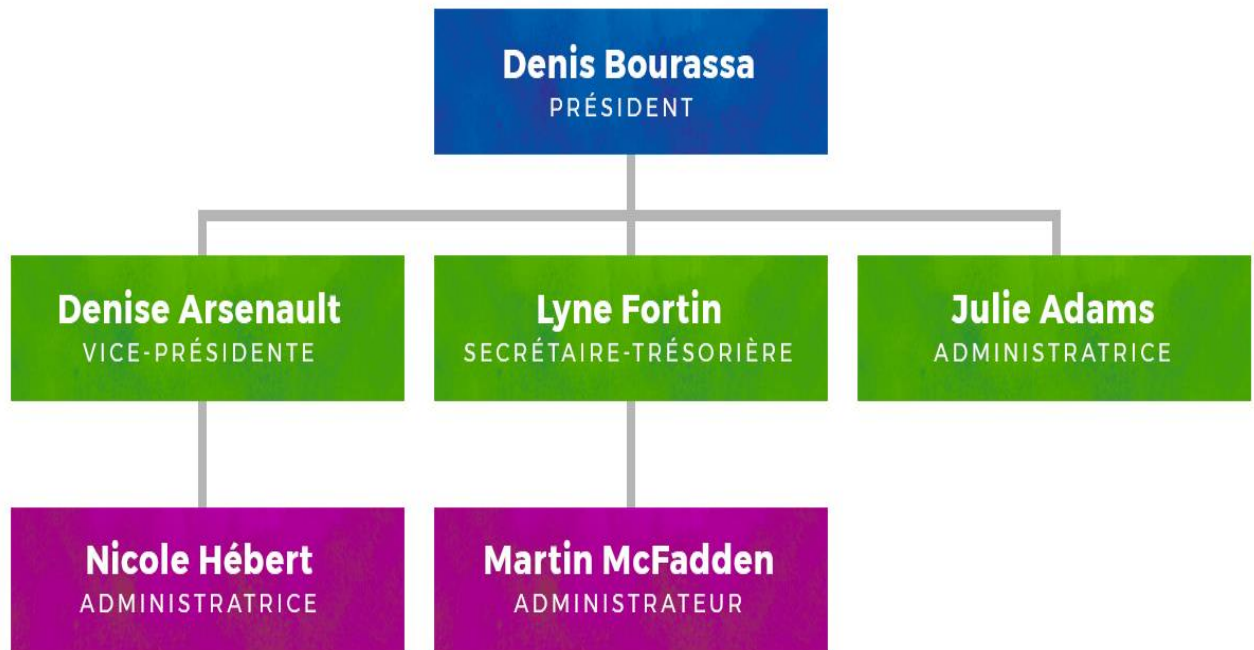 Denis Bourassa
PRÉSIDENT
Denise Arsenault
VICE-PRÉSIDENTE
Lyne Fortin
SECRÉTAIRE-TRÉSORIÈRE
Julie Adams
ADMINISTRATRICE
Nicole Hébert
ADMINISTRATRICE
Martin McFadden
ADMINISTRATEUR